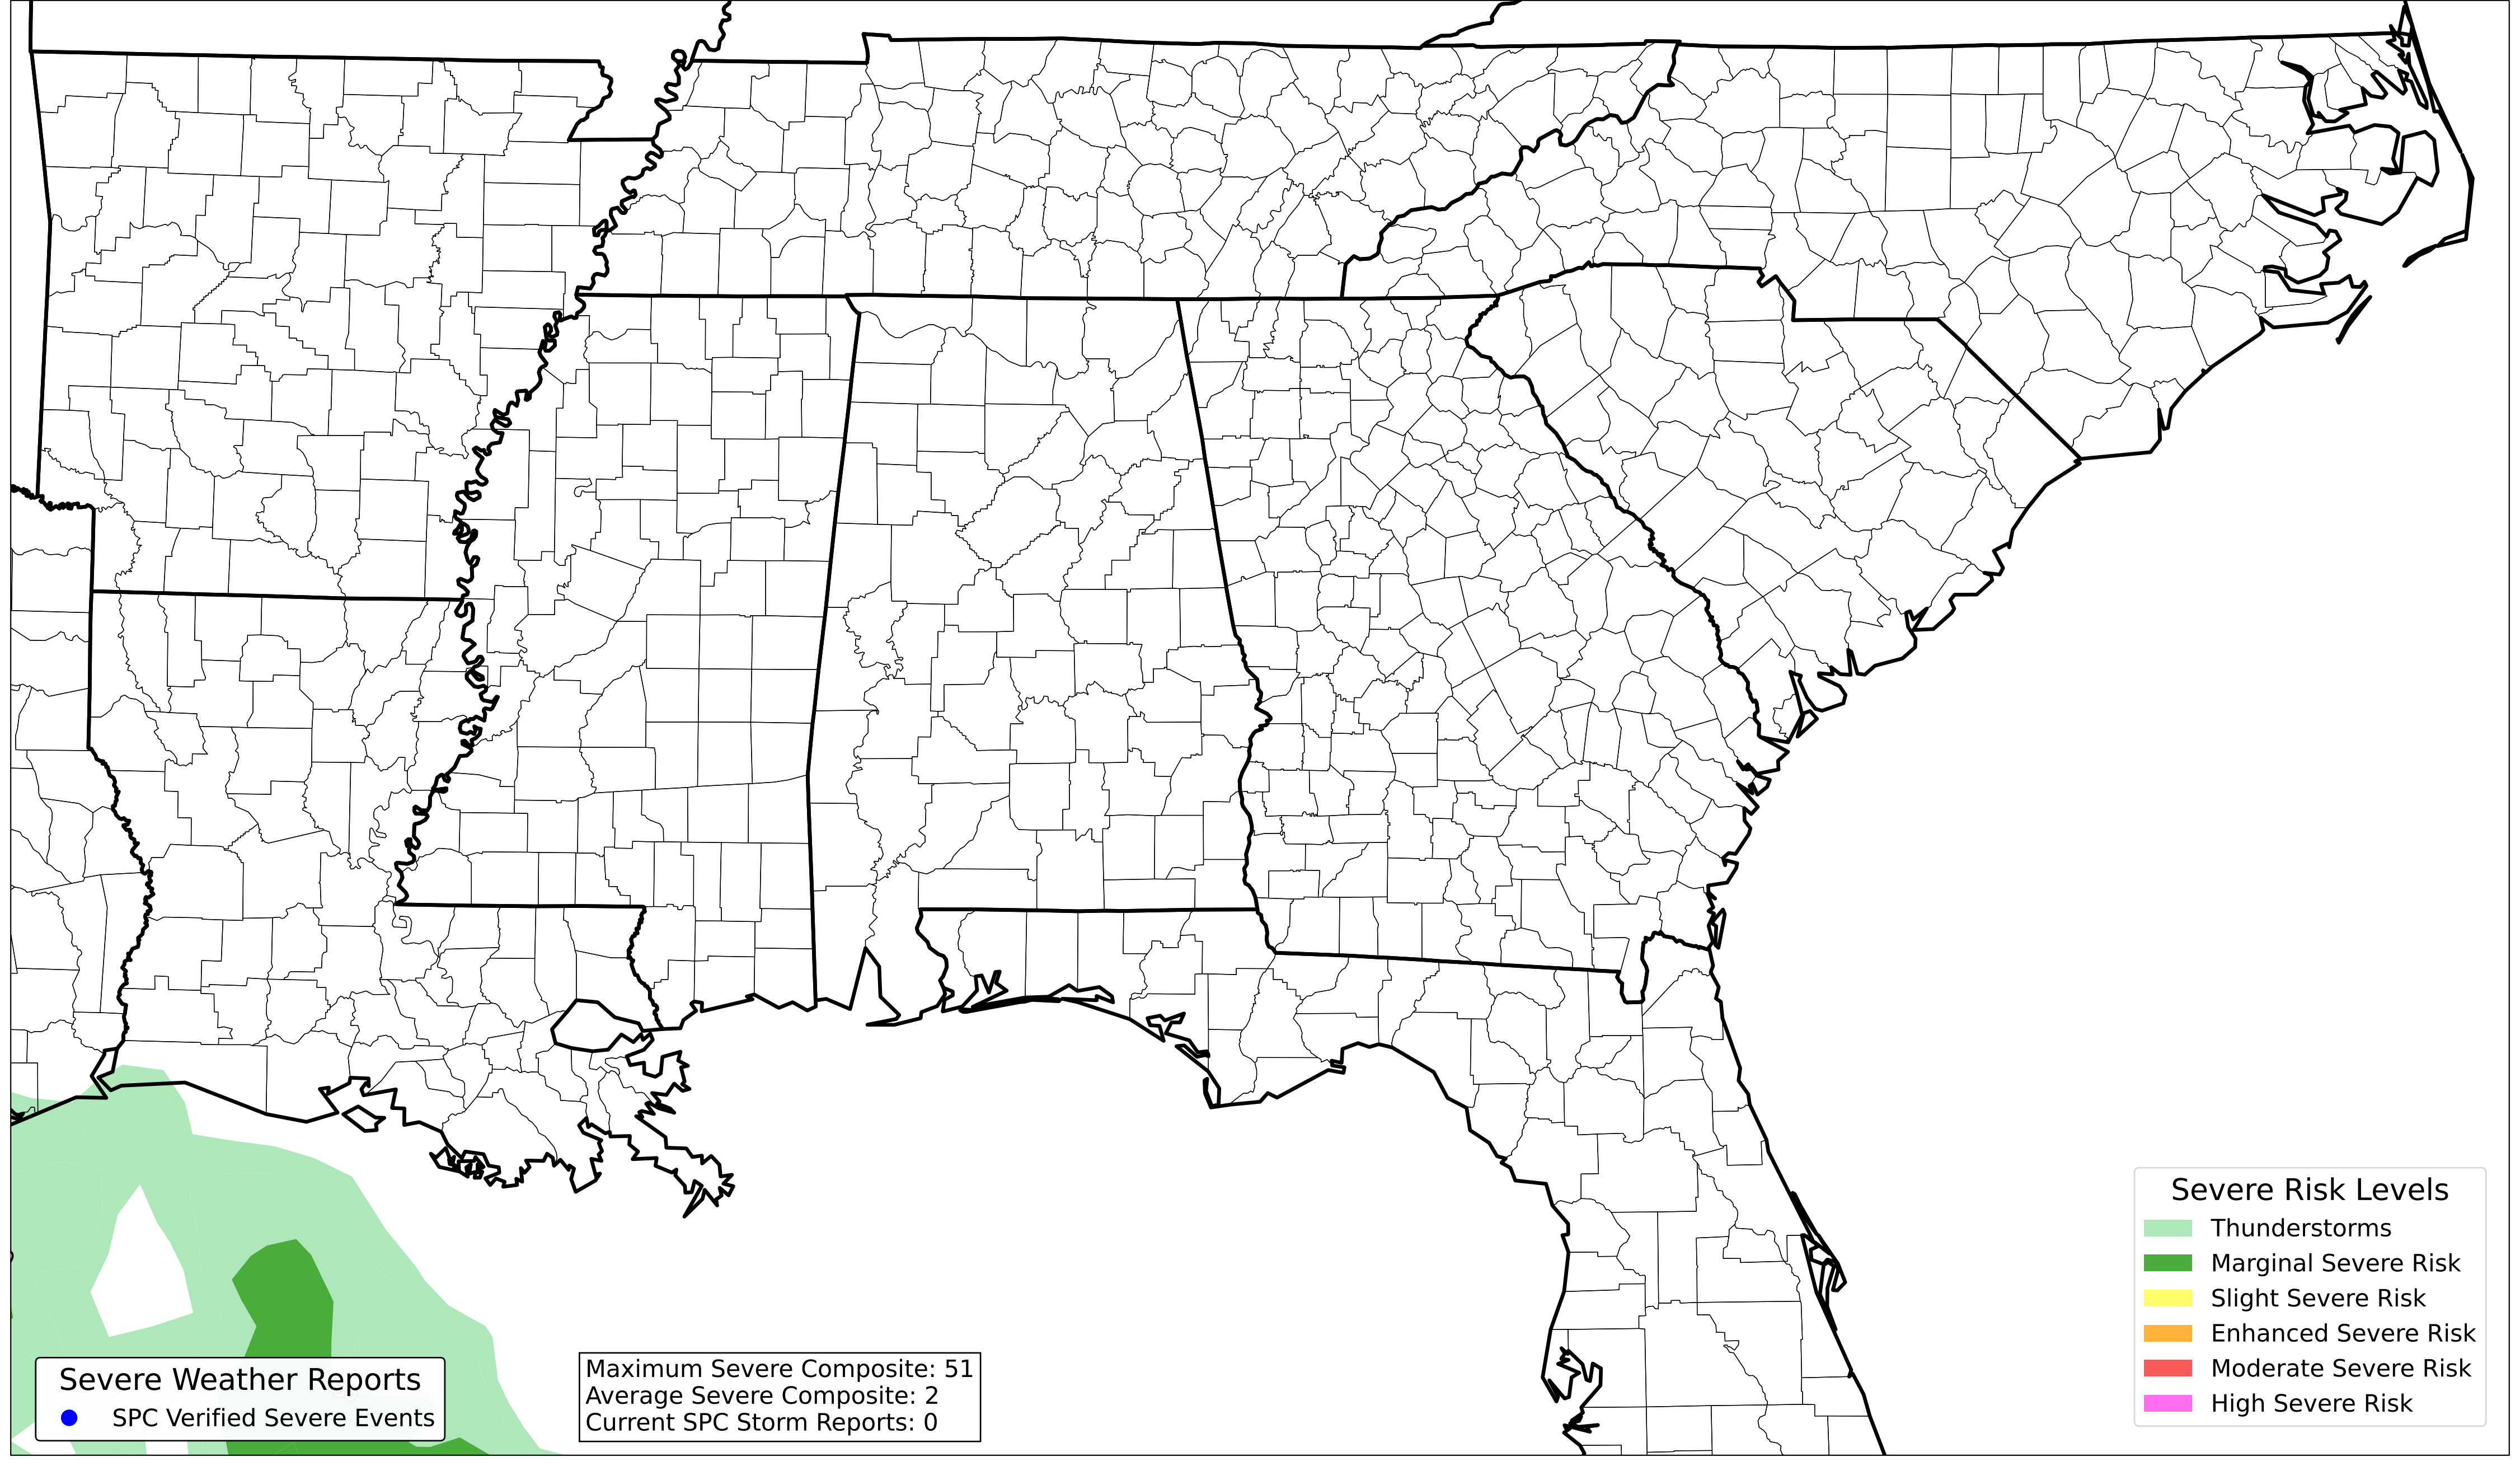 Severe Risk Levels
Thunderstorms
Marginal Severe Risk
Slight Severe Risk
Enhanced Severe Risk
Moderate Severe Risk
High Severe Risk
Severe Weather Reports
SPC Verified Severe Events
Maximum Severe Composite: 51
Average Severe Composite: 2
Current SPC Storm Reports: 0